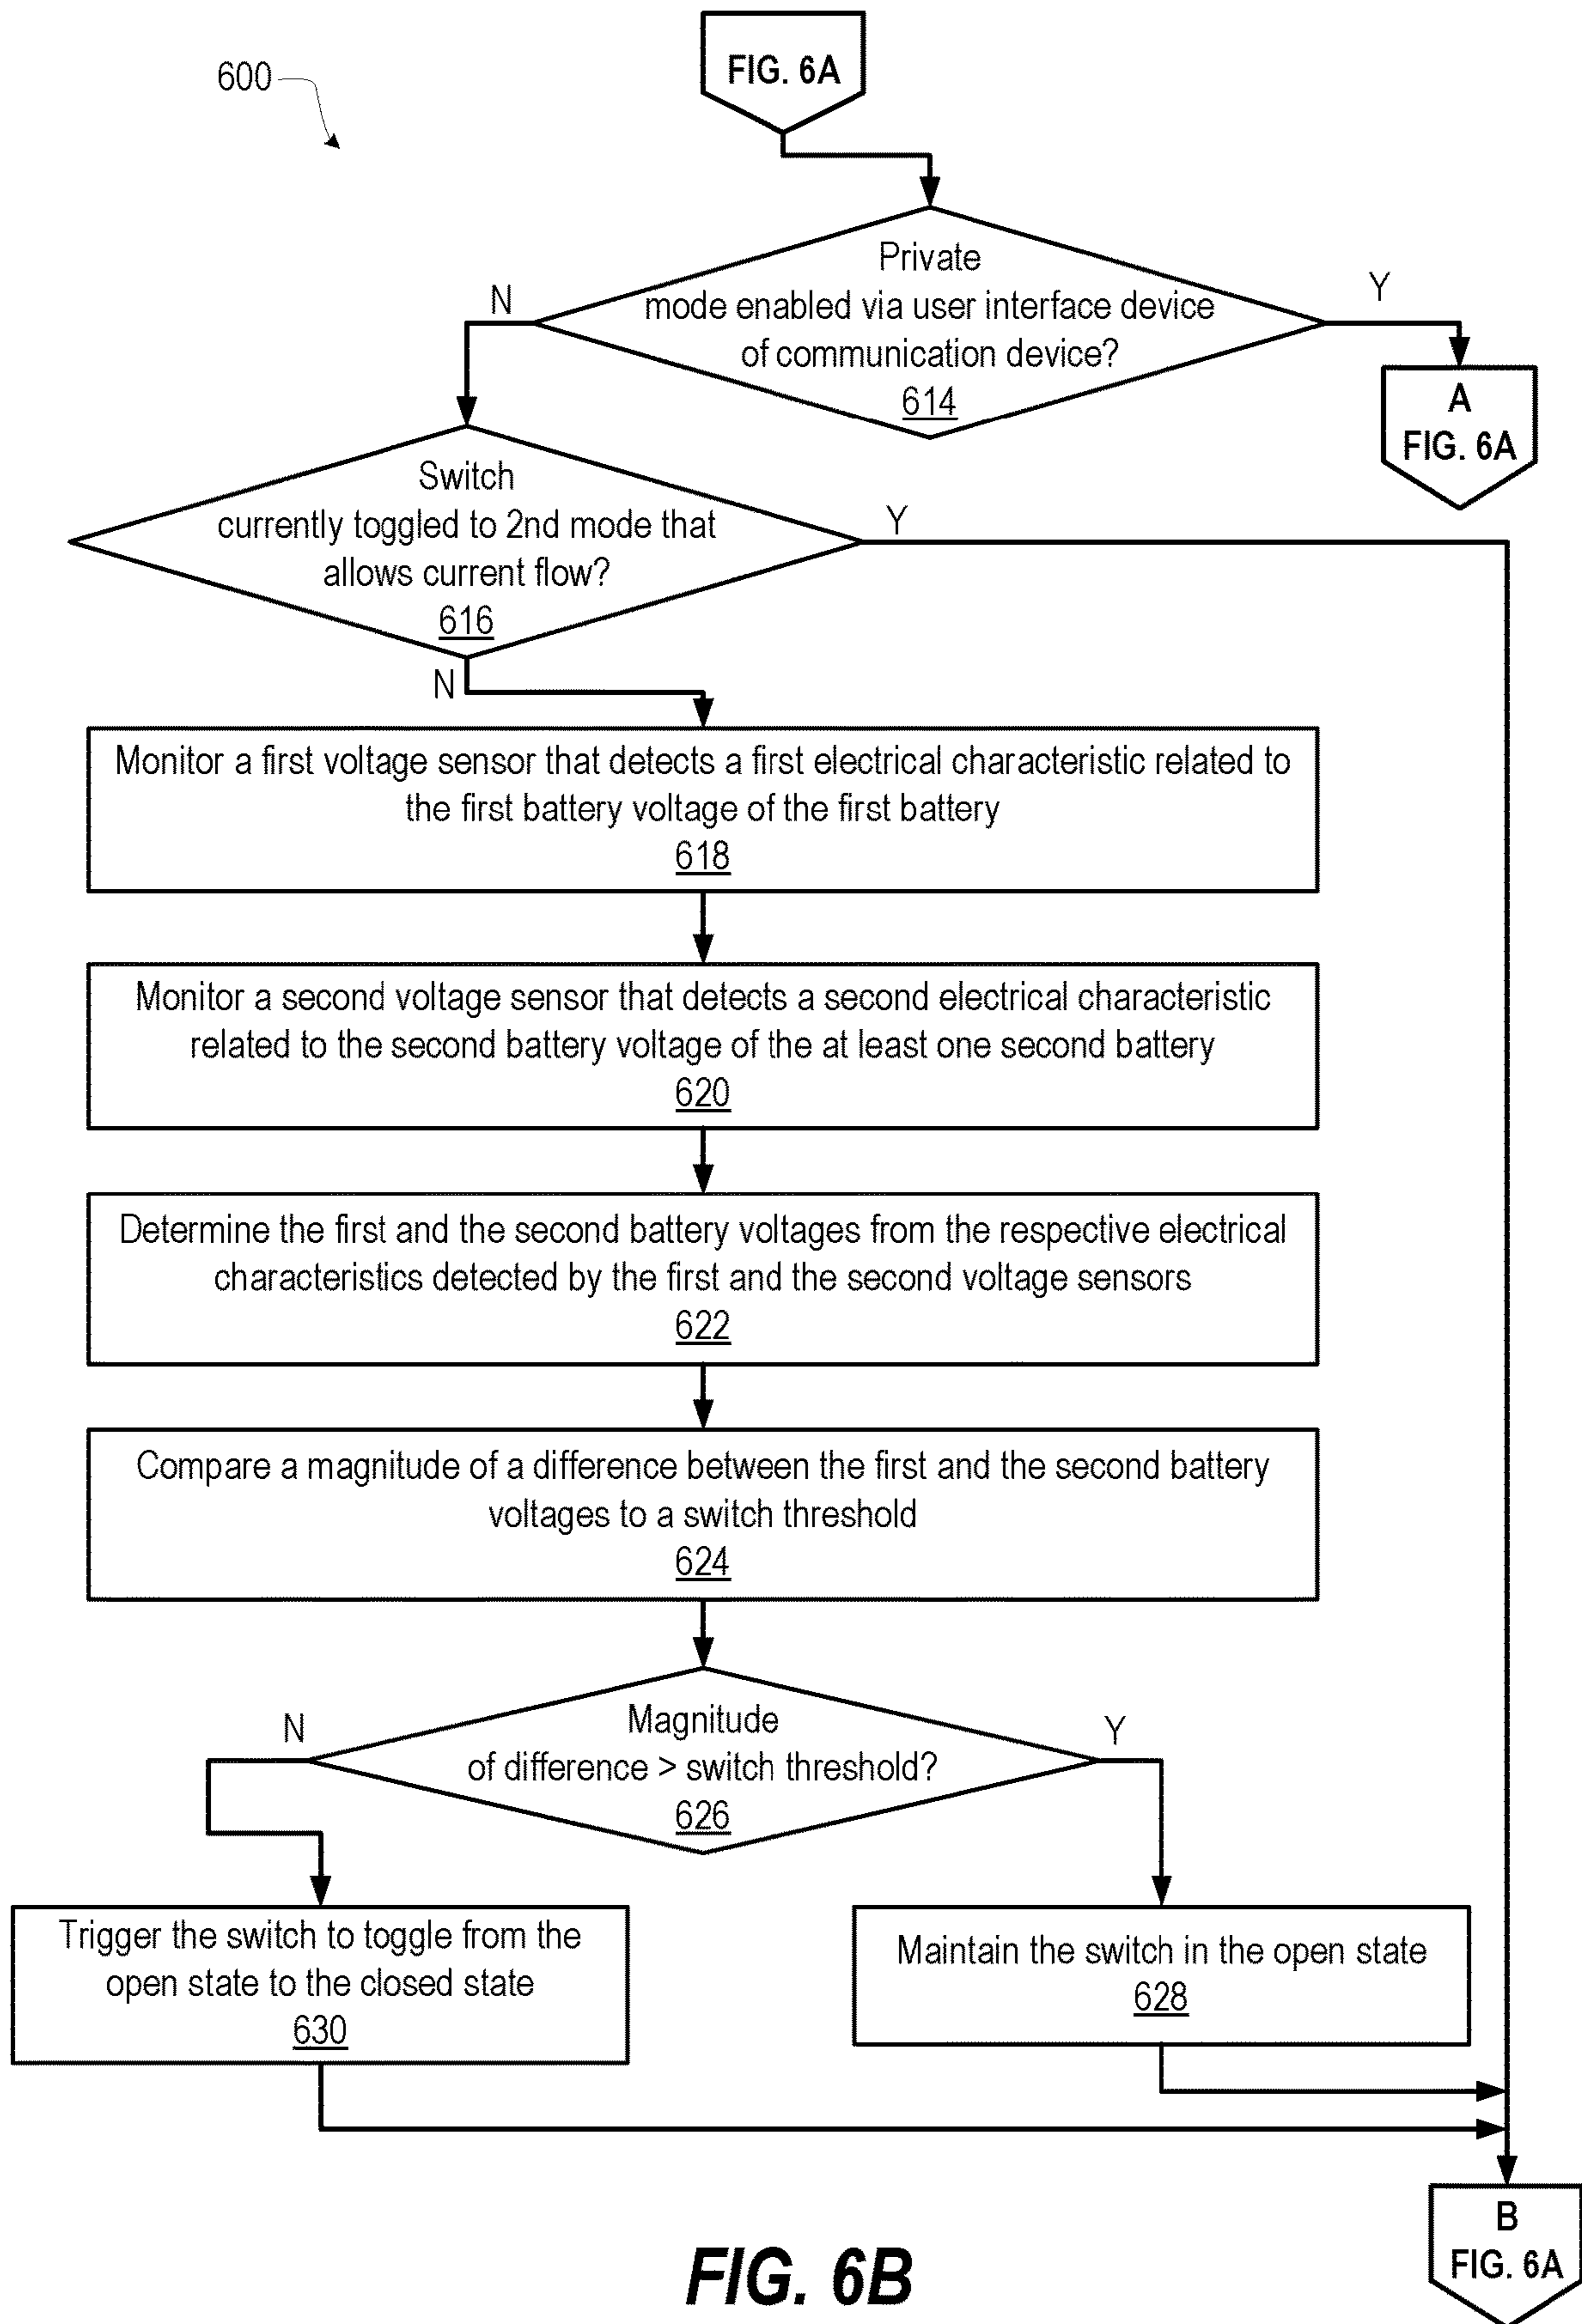 600
FIG. 6A
Private
mode enabled via user interface device
of communication device?
614
N
Y
A
FIG. 6A
Switch
currently toggled to 2nd mode that
allows current flow?
616
Y
N
Monitor a first voltage sensor that detects a first electrical characteristic related to
the first battery voltage of the first battery
618
Monitor a second voltage sensor that detects a second electrical characteristic
related to the second battery voltage of the at least one second battery
620
Determine the first and the second battery voltages from the respective electrical
characteristics detected by the first and the second voltage sensors
622
Compare a magnitude of a difference between the first and the second battery
voltages to a switch threshold
624
Magnitude
of difference > switch threshold?
626
N
Y
Trigger the switch to toggle from the
open state to the closed state
630
Maintain the switch in the open state
628
B
FIG. 6A
FIG. 6B